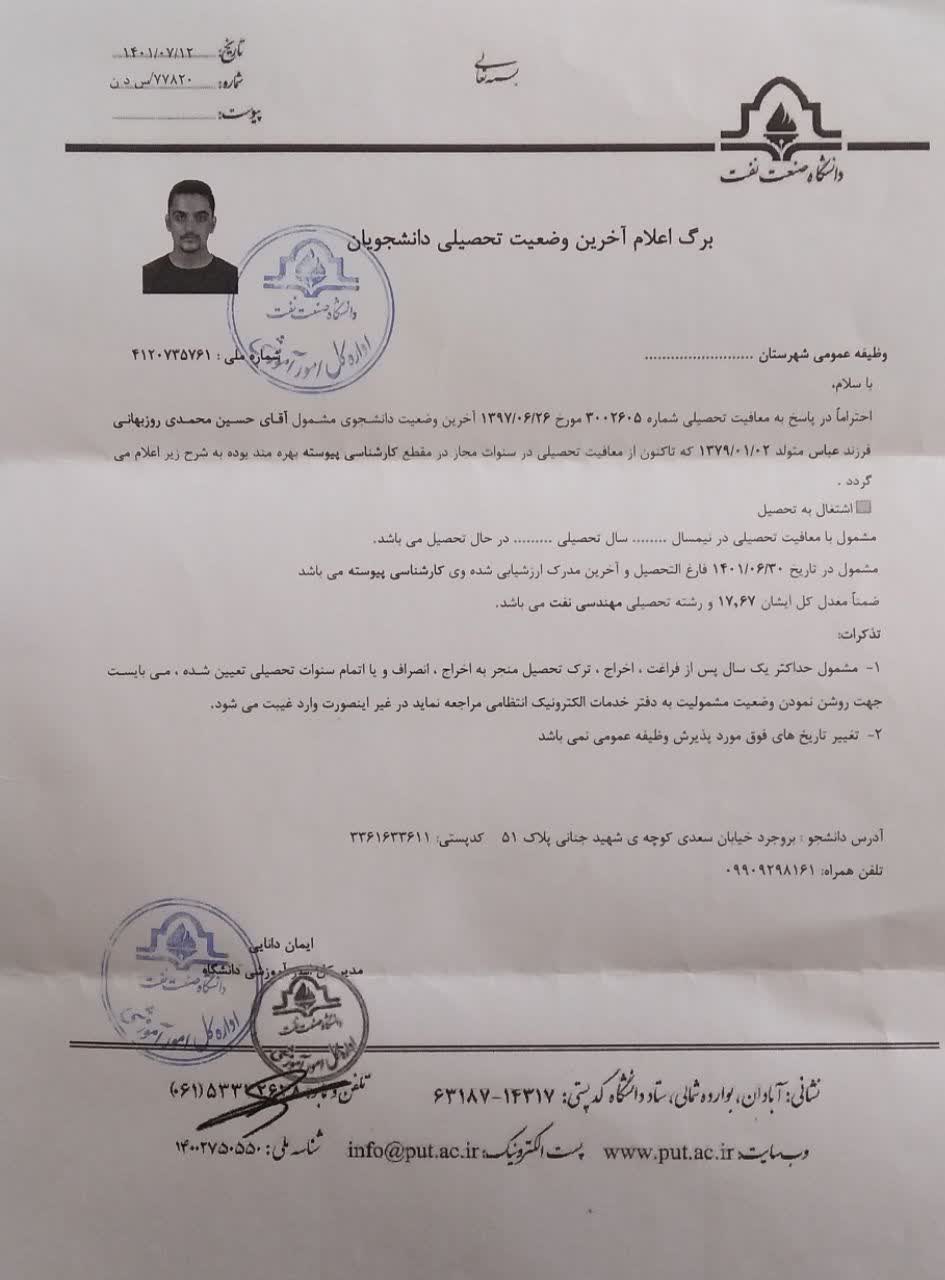 بسمه تعالی
تاریخ: ۱۴۰۱/۰۷/۱۲
شماره: ۷۷۸۲۰/س د ن
پیوست:
دانشگاه صنعت نفت
برگ اعلام آخرین وضعیت تحصیلی دانشجویان
دانشگاه صنعت نفت
اداره کل امور آموزشی
وظیفه عمومی شهرستان .........................
شماره ملی : ۴۱۲۰۷۳۵۷۶۱
با سلام،
احتراماً در پاسخ به معافیت تحصیلی شماره ۳۰۰۲۶۰۵ مورخ ۱۳۹۷/۰۶/۲۶ آخرین وضعیت دانشجوی مشمول آقای حسین محمدی روزبهانی
فرزند عباس متولد ۱۳۷۹/۰۱/۰۲ که تاکنون از معافیت تحصیلی در سنوات مجاز در مقطع کارشناسی پیوسته بهره مند بوده به شرح زیر اعلام می
گردد .
اشتغال به تحصیل
مشمول با معافیت تحصیلی در نیمسال ........ سال تحصیلی ......... در حال تحصیل می باشد.
مشمول در تاریخ ۱۴۰۱/۰۶/۳۰ فارغ التحصیل و آخرین مدرک ارزشیابی شده وی کارشناسی پیوسته می باشد
ضمناً معدل کل ایشان ۱۷٫۶۷ و رشته تحصیلی مهندسی نفت می باشد.
تذکرات:
۱- مشمول حداکثر یک سال پس از فراغت ، اخراج ، ترک تحصیل منجر به اخراج ، انصراف و یا اتمام سنوات تحصیلی تعیین شده ، می بایست
جهت روشن نمودن وضعیت مشمولیت به دفتر خدمات الکترونیک انتظامی مراجعه نماید در غیر اینصورت وارد غیبت می شود.
۲- تغییر تاریخ های فوق مورد پذیرش وظیفه عمومی نمی باشد
آدرس دانشجو : بروجرد خیابان سعدی کوچه ی شهید جنانی پلاک ۵۱ کدپستی: ۳۳۶۱۶۳۳۶۱۱
تلفن همراه: ۰۹۹۰۹۲۹۸۱۶۱
ایمان دانایی
مدیر کل امور آموزشی دانشگاه
دانشگاه صنعت نفت
اداره کل امور آموزشی
دانشگاه صنعت نفت
اداره کل امور آموزشی
نشانی: آبادان، بوارده شمالی، ستاد دانشگاه کدپستی: ۱۴۳۱۷-۶۳۱۸۷
تلفن و نمابر: (۰۶۱)
وب سایت: www.put.ac.ir پست الکترونیک: info@put.ac.ir شناسه ملی: ۱۴۰۰۲۷۵۰۵۵۰